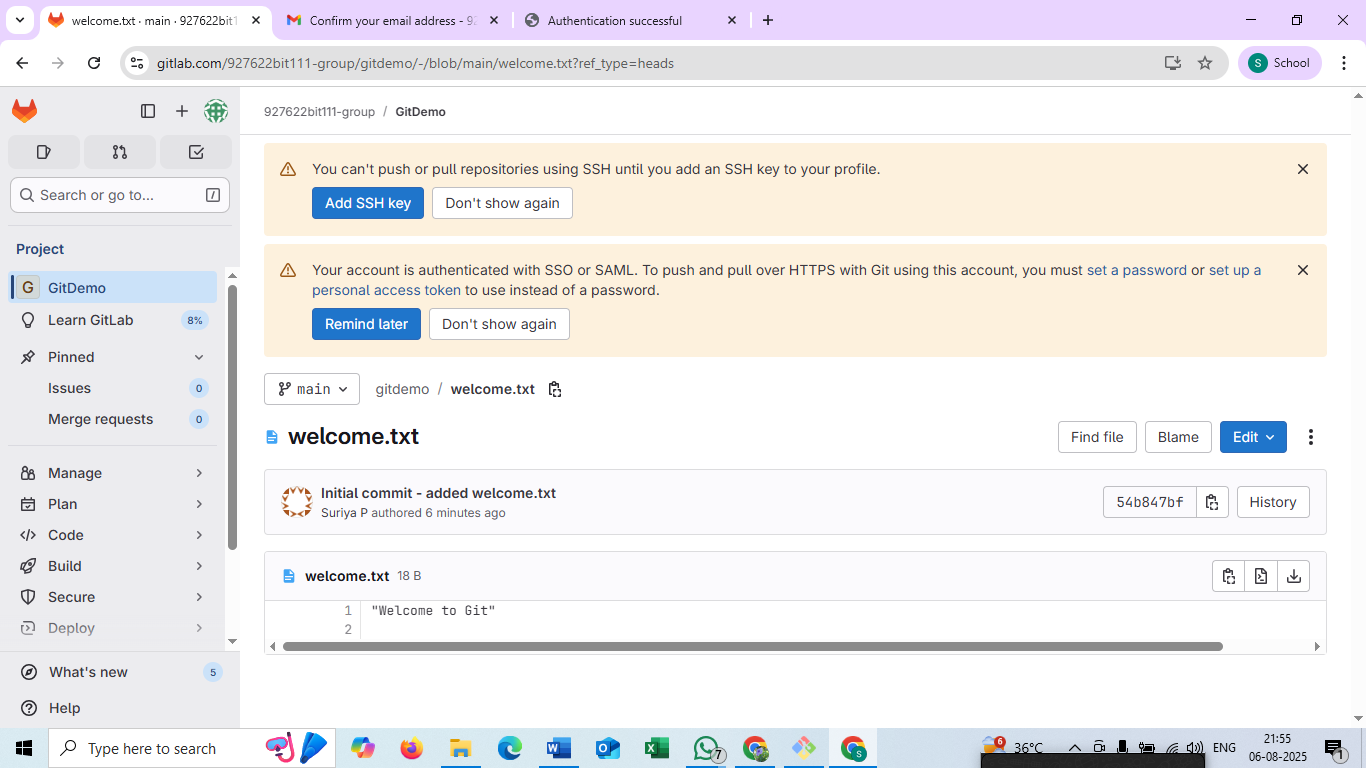 welcome.txt · main · 927622bit1
Confirm your email address - 92
Authentication successful
gitlab.com/927622bit111-group/gitdemo/-/blob/main/welcome.txt?ref_type=heads
S
School
927622bit111-group / GitDemo
Search or go to...
/
Project
G
GitDemo
Learn GitLab
8%
Pinned
Issues
0
Merge requests
0
Manage
Plan
Code
Build
Secure
Deploy
What's new
5
Help
You can't push or pull repositories using SSH until you add an SSH key to your profile.
Add SSH key
Don't show again
Your account is authenticated with SSO or SAML. To push and pull over HTTPS with Git using this account, you must set a password or set up a
personal access token to use instead of a password.
Remind later
Don't show again
main
gitdemo / welcome.txt
welcome.txt
Find file
Blame
Edit
Initial commit - added welcome.txt
Suriya P authored 6 minutes ago
54b847bf
History
welcome.txt 18 B
1 "Welcome to Git"
2
Type here to search
7
S
6
36°C
ENG
21:55
06-08-2025
1